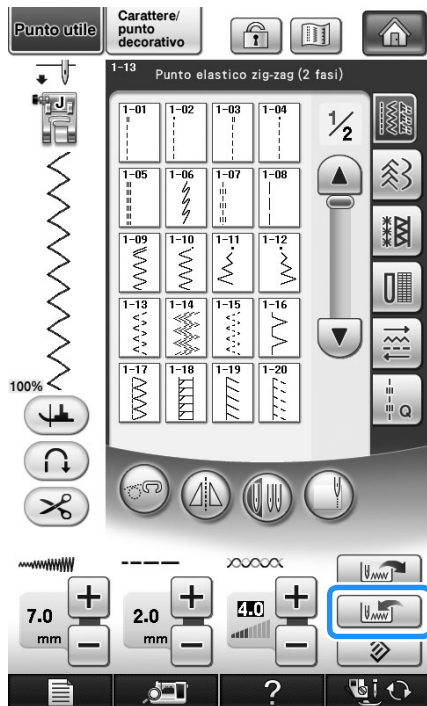 Punto utile
Carattere/
punto
decorativo
J
1-13 Punto elastico zig-zag (2 fasi)
1-01 1-02 1-03 1-04
1/2
1-05 1-06 1-07 1-08
1-09 1-10 1-11 1-12
1-13 1-14 1-15 1-16
1-17 1-18 1-19 1-20
Q
100%
7.0
mm
2.0
mm
4.0
?